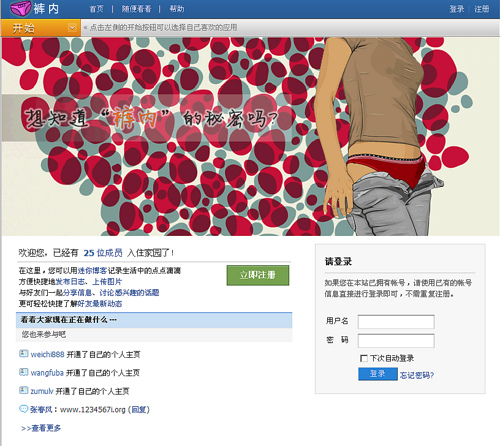 裤内
首页 | 随便看看 | 帮助
登录 | 注册
开始
« 点击左侧的开始按钮可以选择自己喜欢的应用
想知道“裤内”的秘密吗?
欢迎您, 已经有 25 位成员 入住家园了!
在这里, 您可以用迷你博客记录生活中的点点滴滴
方便快捷地发布日志、上传图片
与好友们一起分享信息、讨论感兴趣的话题
更可轻松快捷了解好友最新动态
立即注册
看看大家现在正在做什么 ...
您也来参与吧
weichi888 开通了自己的个人主页
wangfuba 开通了自己的个人主页
zumulv 开通了自己的个人主页
张春风: www.1234567i.org (回复)
>>查看更多
请登录
如果您在本站已拥有帐号, 请使用已有的帐号
信息直接进行登录即可, 不需重复注册。
用户名
密 码
下次自动登录
登录 忘记密码?